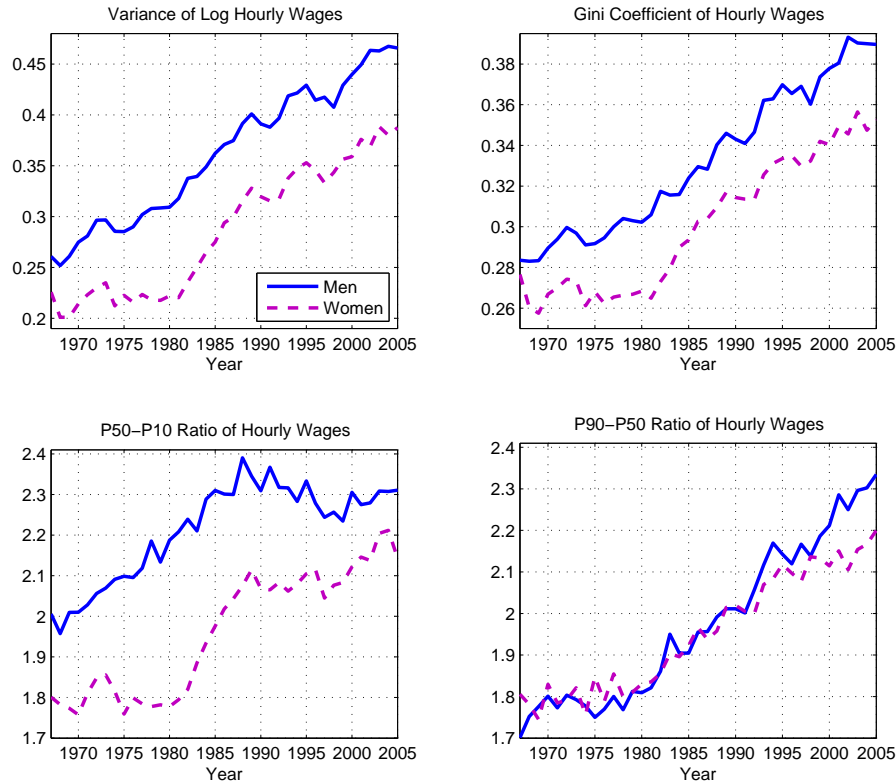 Variance of Log Hourly Wages
0.45
0.4
0.35
0.3
0.25
0.2
Men
Women
1970 1975 1980 1985 1990 1995 2000 2005
Year
Gini Coefficient of Hourly Wages
0.38
0.36
0.34
0.32
0.3
0.28
0.26
1970 1975 1980 1985 1990 1995 2000 2005
Year
P50−P10 Ratio of Hourly Wages
2.4
2.3
2.2
2.1
2
1.9
1.8
1.7
1970 1975 1980 1985 1990 1995 2000 2005
Year
P90−P50 Ratio of Hourly Wages
2.4
2.3
2.2
2.1
2
1.9
1.8
1.7
1970 1975 1980 1985 1990 1995 2000 2005
Year